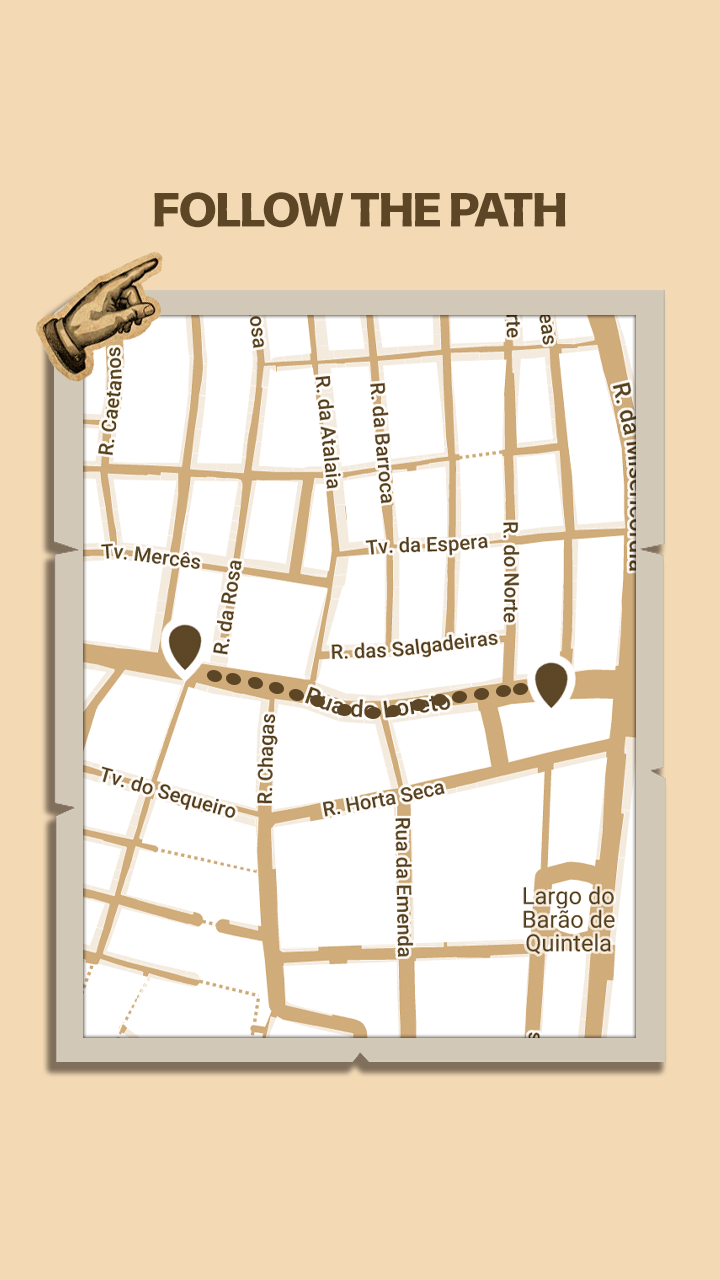 FOLLOW THE PATH
osa
rte
eas
R. Caetanos
R. da Atalaia
R. da Barroca
R. da Misericórdia
Tv. Mercês
R. da Rosa
Tv. da Espera
R. do Norte
R. das Salgadeiras
Rua do Loreto
R. Chagas
Tv. do Sequeiro
R. Horta Seca
Rua da Emenda
Largo do
Barão de
Quintela
s